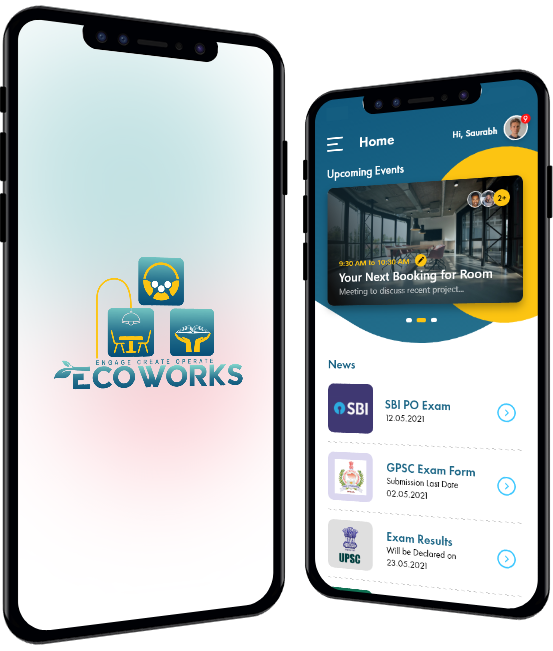 ENGAGE CREATE OPERATE
ECOWORKS
Home
Hi, Saurabh
9
Upcoming Events
2+
9:30 AM to 10:30 AM
Your Next Booking for Room
Meeting to discuss recent project...
News
SBI
SBI PO Exam
12.05.2021
GPSC Exam Form
Submission Last Date
02.05.2021
UPSC
Exam Results
Will be Declared on
23.05.2021